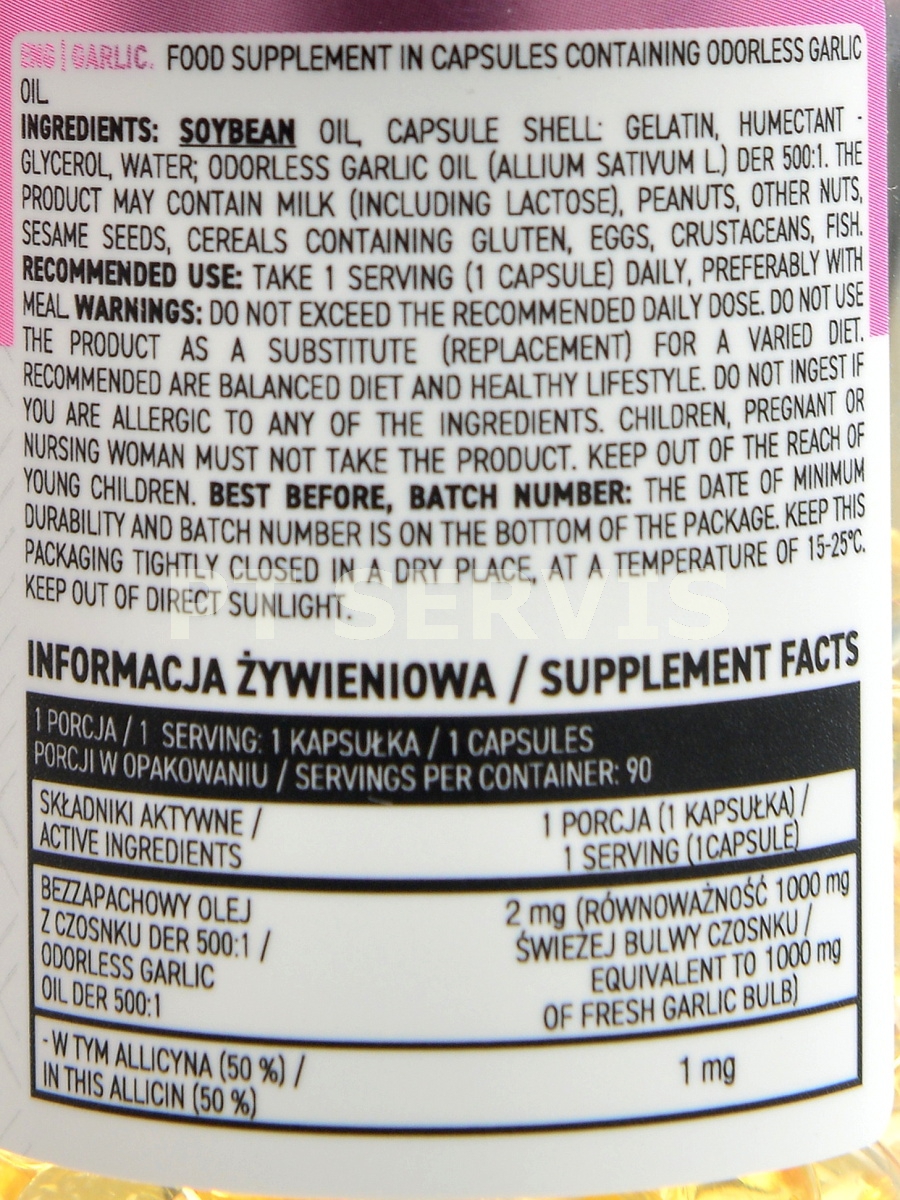 ENG | GARLIC. FOOD SUPPLEMENT IN CAPSULES CONTAINING ODORLESS GARLIC
OIL.
INGREDIENTS: SOYBEAN OIL, CAPSULE SHELL: GELATIN, HUMECTANT -
GLYCEROL, WATER; ODORLESS GARLIC OIL (ALLIUM SATIVUM L.) DER 500:1. THE
PRODUCT MAY CONTAIN MILK (INCLUDING LACTOSE), PEANUTS, OTHER NUTS,
SESAME SEEDS, CEREALS CONTAINING GLUTEN, EGGS, CRUSTACEANS, FISH.
RECOMMENDED USE: TAKE 1 SERVING (1 CAPSULE) DAILY, PREFERABLY WITH
MEAL. WARNINGS: DO NOT EXCEED THE RECOMMENDED DAILY DOSE. DO NOT USE
THE PRODUCT AS A SUBSTITUTE (REPLACEMENT) FOR A VARIED DIET.
RECOMMENDED ARE BALANCED DIET AND HEALTHY LIFESTYLE. DO NOT INGEST IF
YOU ARE ALLERGIC TO ANY OF THE INGREDIENTS. CHILDREN, PREGNANT OR
NURSING WOMAN MUST NOT TAKE THE PRODUCT. KEEP OUT OF THE REACH OF
YOUNG CHILDREN. BEST BEFORE, BATCH NUMBER: THE DATE OF MINIMUM
DURABILITY AND BATCH NUMBER IS ON THE BOTTOM OF THE PACKAGE. KEEP THIS
PACKAGING TIGHTLY CLOSED IN A DRY PLACE, AT A TEMPERATURE OF 15-25°C.
KEEP OUT OF DIRECT SUNLIGHT.
PT SERVIS
INFORMACJA ŻYWIENIOWA / SUPPLEMENT FACTS
1 PORCJA / 1 SERVING: 1 KAPSUŁKA / 1 CAPSULES
PORCJI W OPAKOWANIU / SERVINGS PER CONTAINER: 90
SKŁADNIKI AKTYWNE /
ACTIVE INGREDIENTS
1 PORCJA (1 KAPSUŁKA) /
1 SERVING (1CAPSULE)
BEZZAPACHOWY OLEJ
Z CZOSNKU DER 500:1 /
ODORLESS GARLIC
OIL DER 500:1
2 mg (RÓWNOWAŻNOŚĆ 1000 mg
ŚWIEŻEJ BULWY CZOSNKU /
EQUIVALENT TO 1000 mg
OF FRESH GARLIC BULB)
- W TYM ALLICYNA (50 %) /
IN THIS ALLICIN (50 %)
1 mg